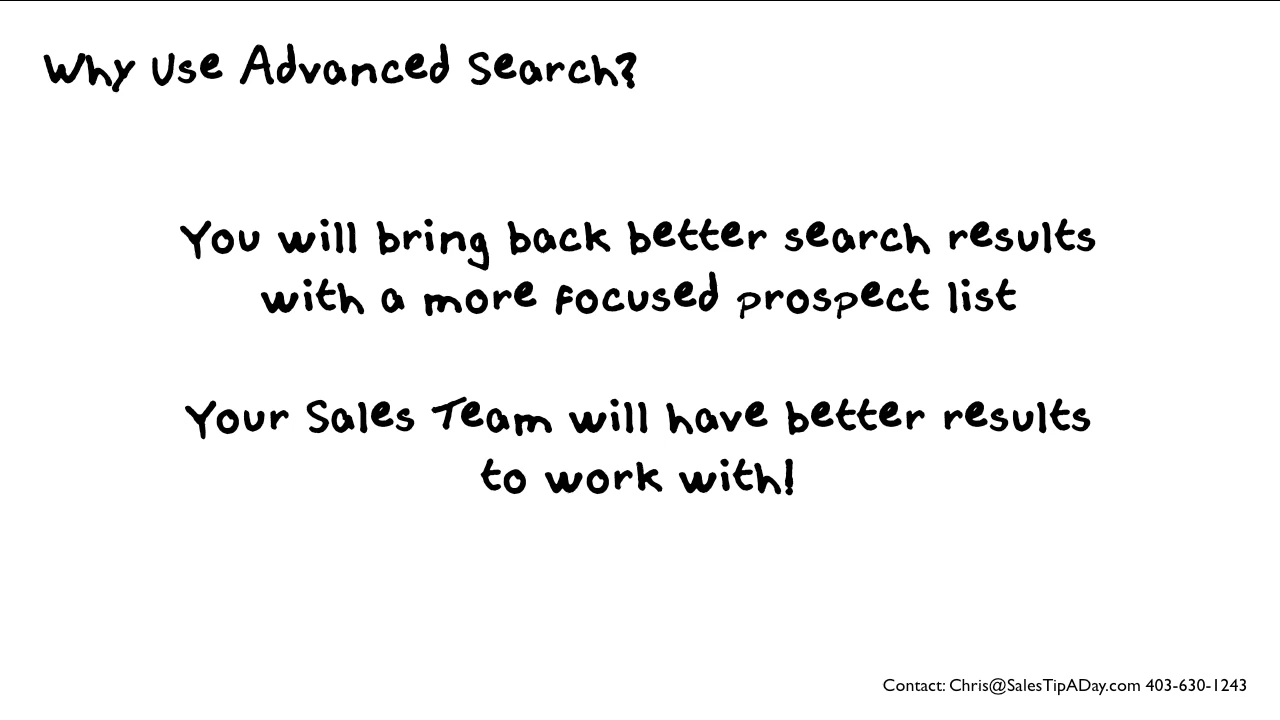 Why Use Advanced Search?
You will bring back better search results
with a more focused prospect list
Your Sales Team will have better results
to work with!
Contact: Chris@SalesTipADay.com 403-630-1243